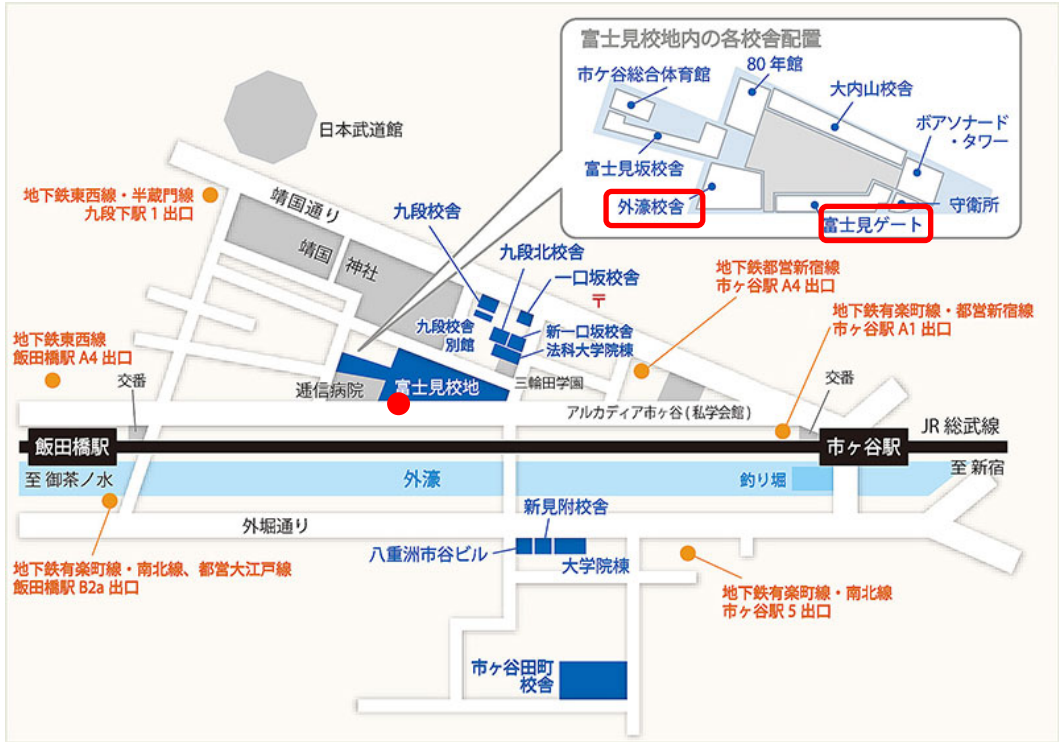 富士見校地内の各校舎配置
80年館
市ケ谷総合体育館
大内山校舎
ボアソナード
・タワー
富士見坂校舎
外濠校舎
守衛所
富士見ゲート
日本武道館
地下鉄東西線・半蔵門線
九段下駅1出口
靖国通り
靖国
神社
九段校舎
九段北校舎
一口坂校舎
〒
地下鉄都営新宿線
市ヶ谷駅 A4 出口
地下鉄有楽町線・都営新宿線
市ヶ谷駅 A1 出口
九段校舎
別館
新一口坂校舎
法科大学院棟
地下鉄東西線
飯田橋駅 A4 出口
交番
逓信病院
富士見校地
三輪田学園
交番
アルカディア市ヶ谷(私学会館)
JR 総武線
飯田橋駅
市ヶ谷駅
至 御茶ノ水
外濠
釣り堀
至 新宿
外堀通り
新見附校舎
八重洲市谷ビル
大学院棟
地下鉄有楽町線・南北線、都営大江戸線
飯田橋駅 B2a 出口
地下鉄有楽町線・南北線
市ヶ谷駅 5 出口
市ヶ谷田町
校舎